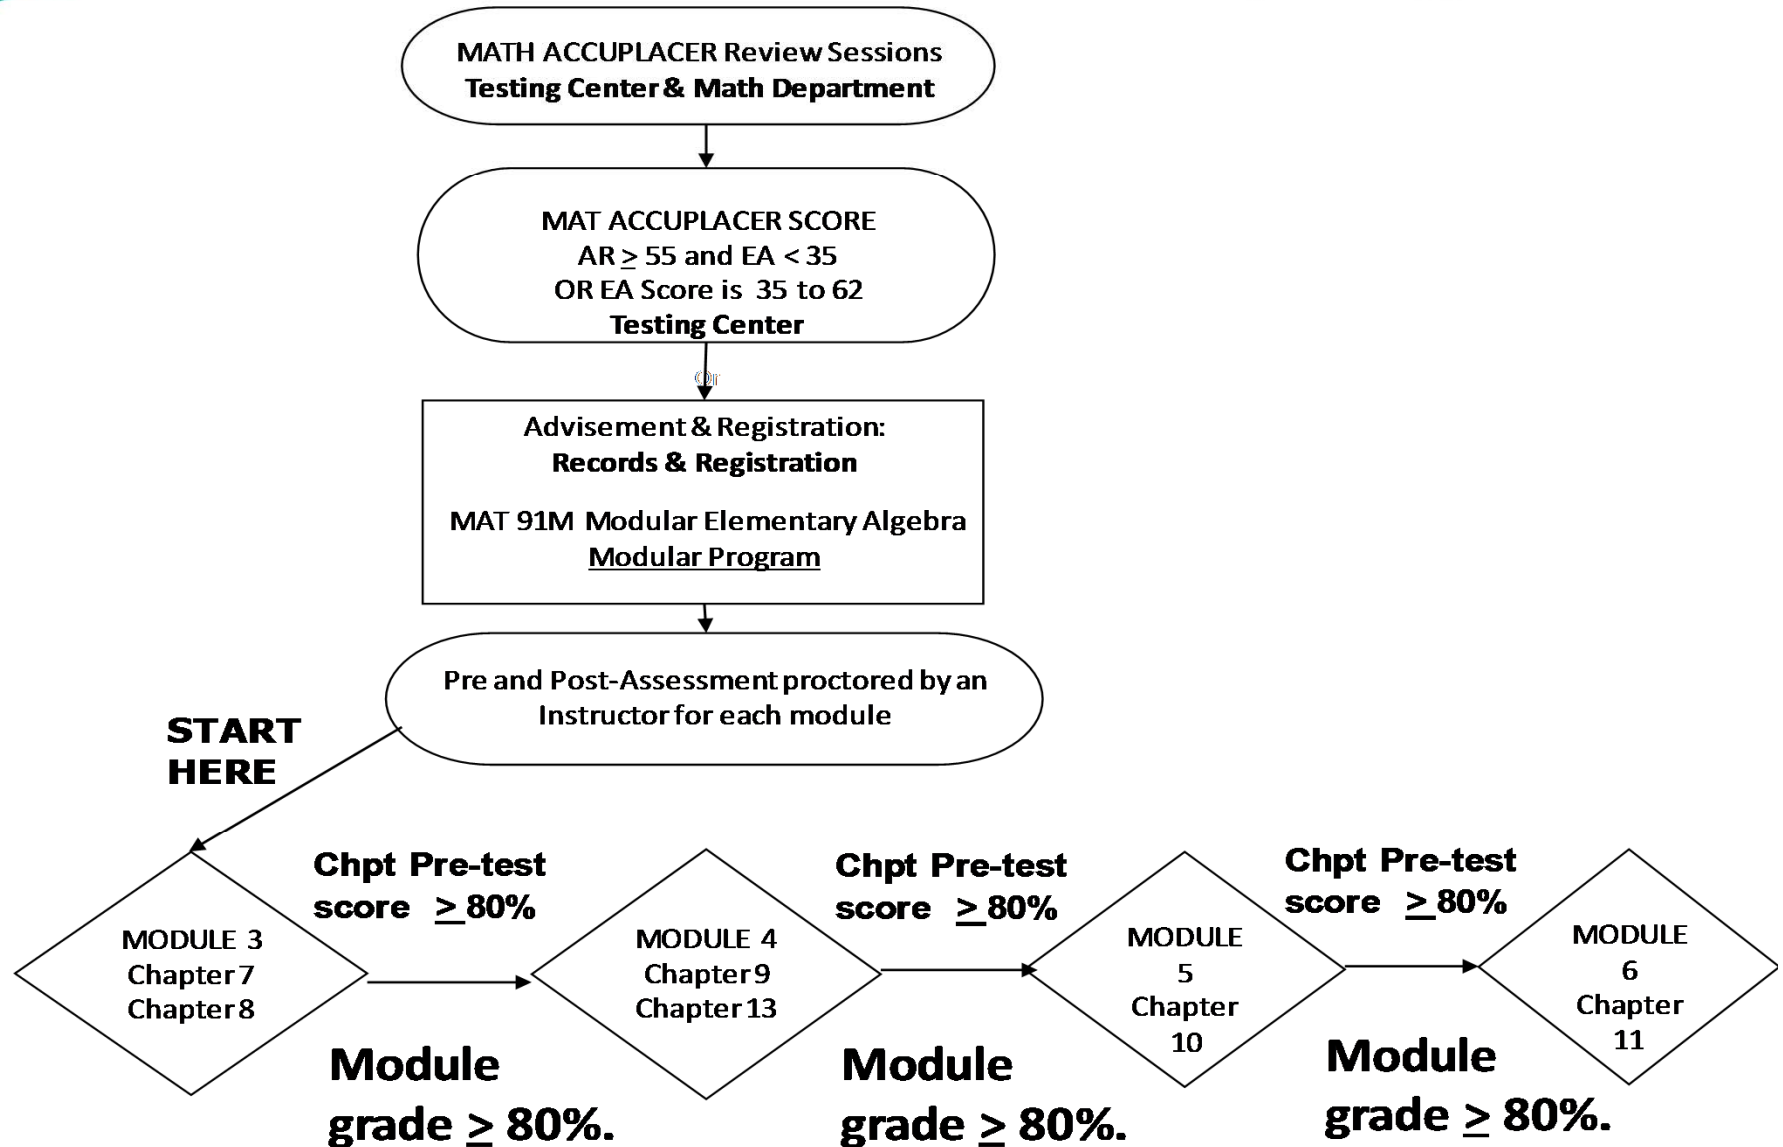 MATH ACCUPLACER Review Sessions
Testing Center & Math Department
MAT ACCUPLACER SCORE
AR ≥ 55 and EA < 35
OR EA Score is 35 to 62
Testing Center
Or
Advisement & Registration:
Records & Registration
MAT 91M Modular Elementary Algebra
Modular Program
Pre and Post-Assessment proctored by an
Instructor for each module
START
HERE
MODULE 3
Chapter 7
Chapter 8
Chpt Pre-test
score ≥ 80%
Module
grade ≥ 80%.
MODULE 4
Chapter 9
Chapter 13
Chpt Pre-test
score ≥ 80%
Module
grade ≥ 80%.
MODULE
5
Chapter
10
Chpt Pre-test
score ≥ 80%
Module
grade ≥ 80%.
MODULE
6
Chapter
11